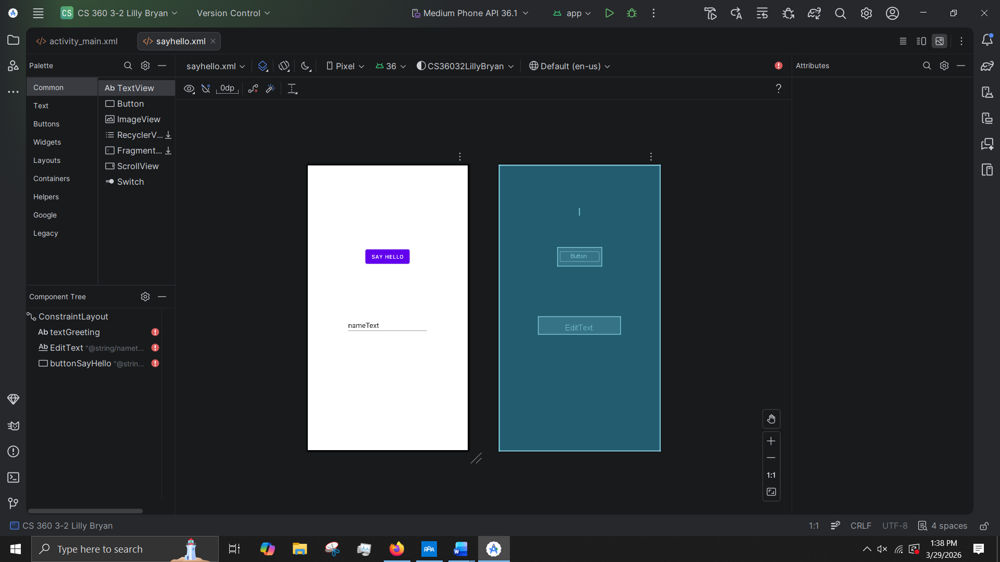 CS CS 360 3-2 Lilly Bryan Version Control Medium Phone API 36.1 app
</> activity_main.xml </> sayhello.xml
Palette sayhello.xml Pixel 36 CS36032LillyBryan Default (en-us) Attributes
Common Ab TextView 0dp ?
Text Button
Buttons ImageView
Widgets RecyclerV...
Layouts Fragment...
Containers ScrollView
Helpers Switch
Google
Legacy
SAY HELLO
Button
nameText
EditText
Component Tree
ConstraintLayout
Ab textGreeting
Ab EditText "@string/namet...
buttonSayHello "@strin...
1:1
CS 360 3-2 Lilly Bryan 1:1 CRLF UTF-8 4 spaces
Type here to search
1:38 PM
3/29/2026